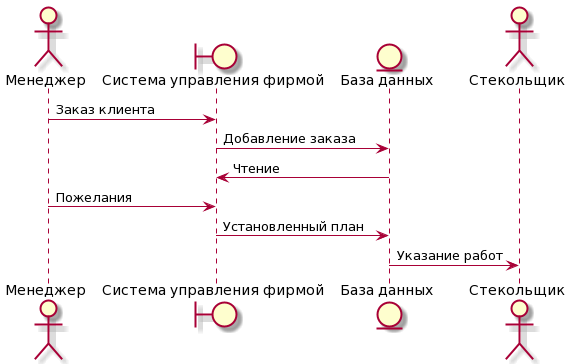 Менеджер Система управления фирмой База данных Стекольщик
Заказ клиента
Добавление заказа
Чтение
Пожелания
Установленный план
Указание работ
Менеджер Система управления фирмой База данных Стекольщик